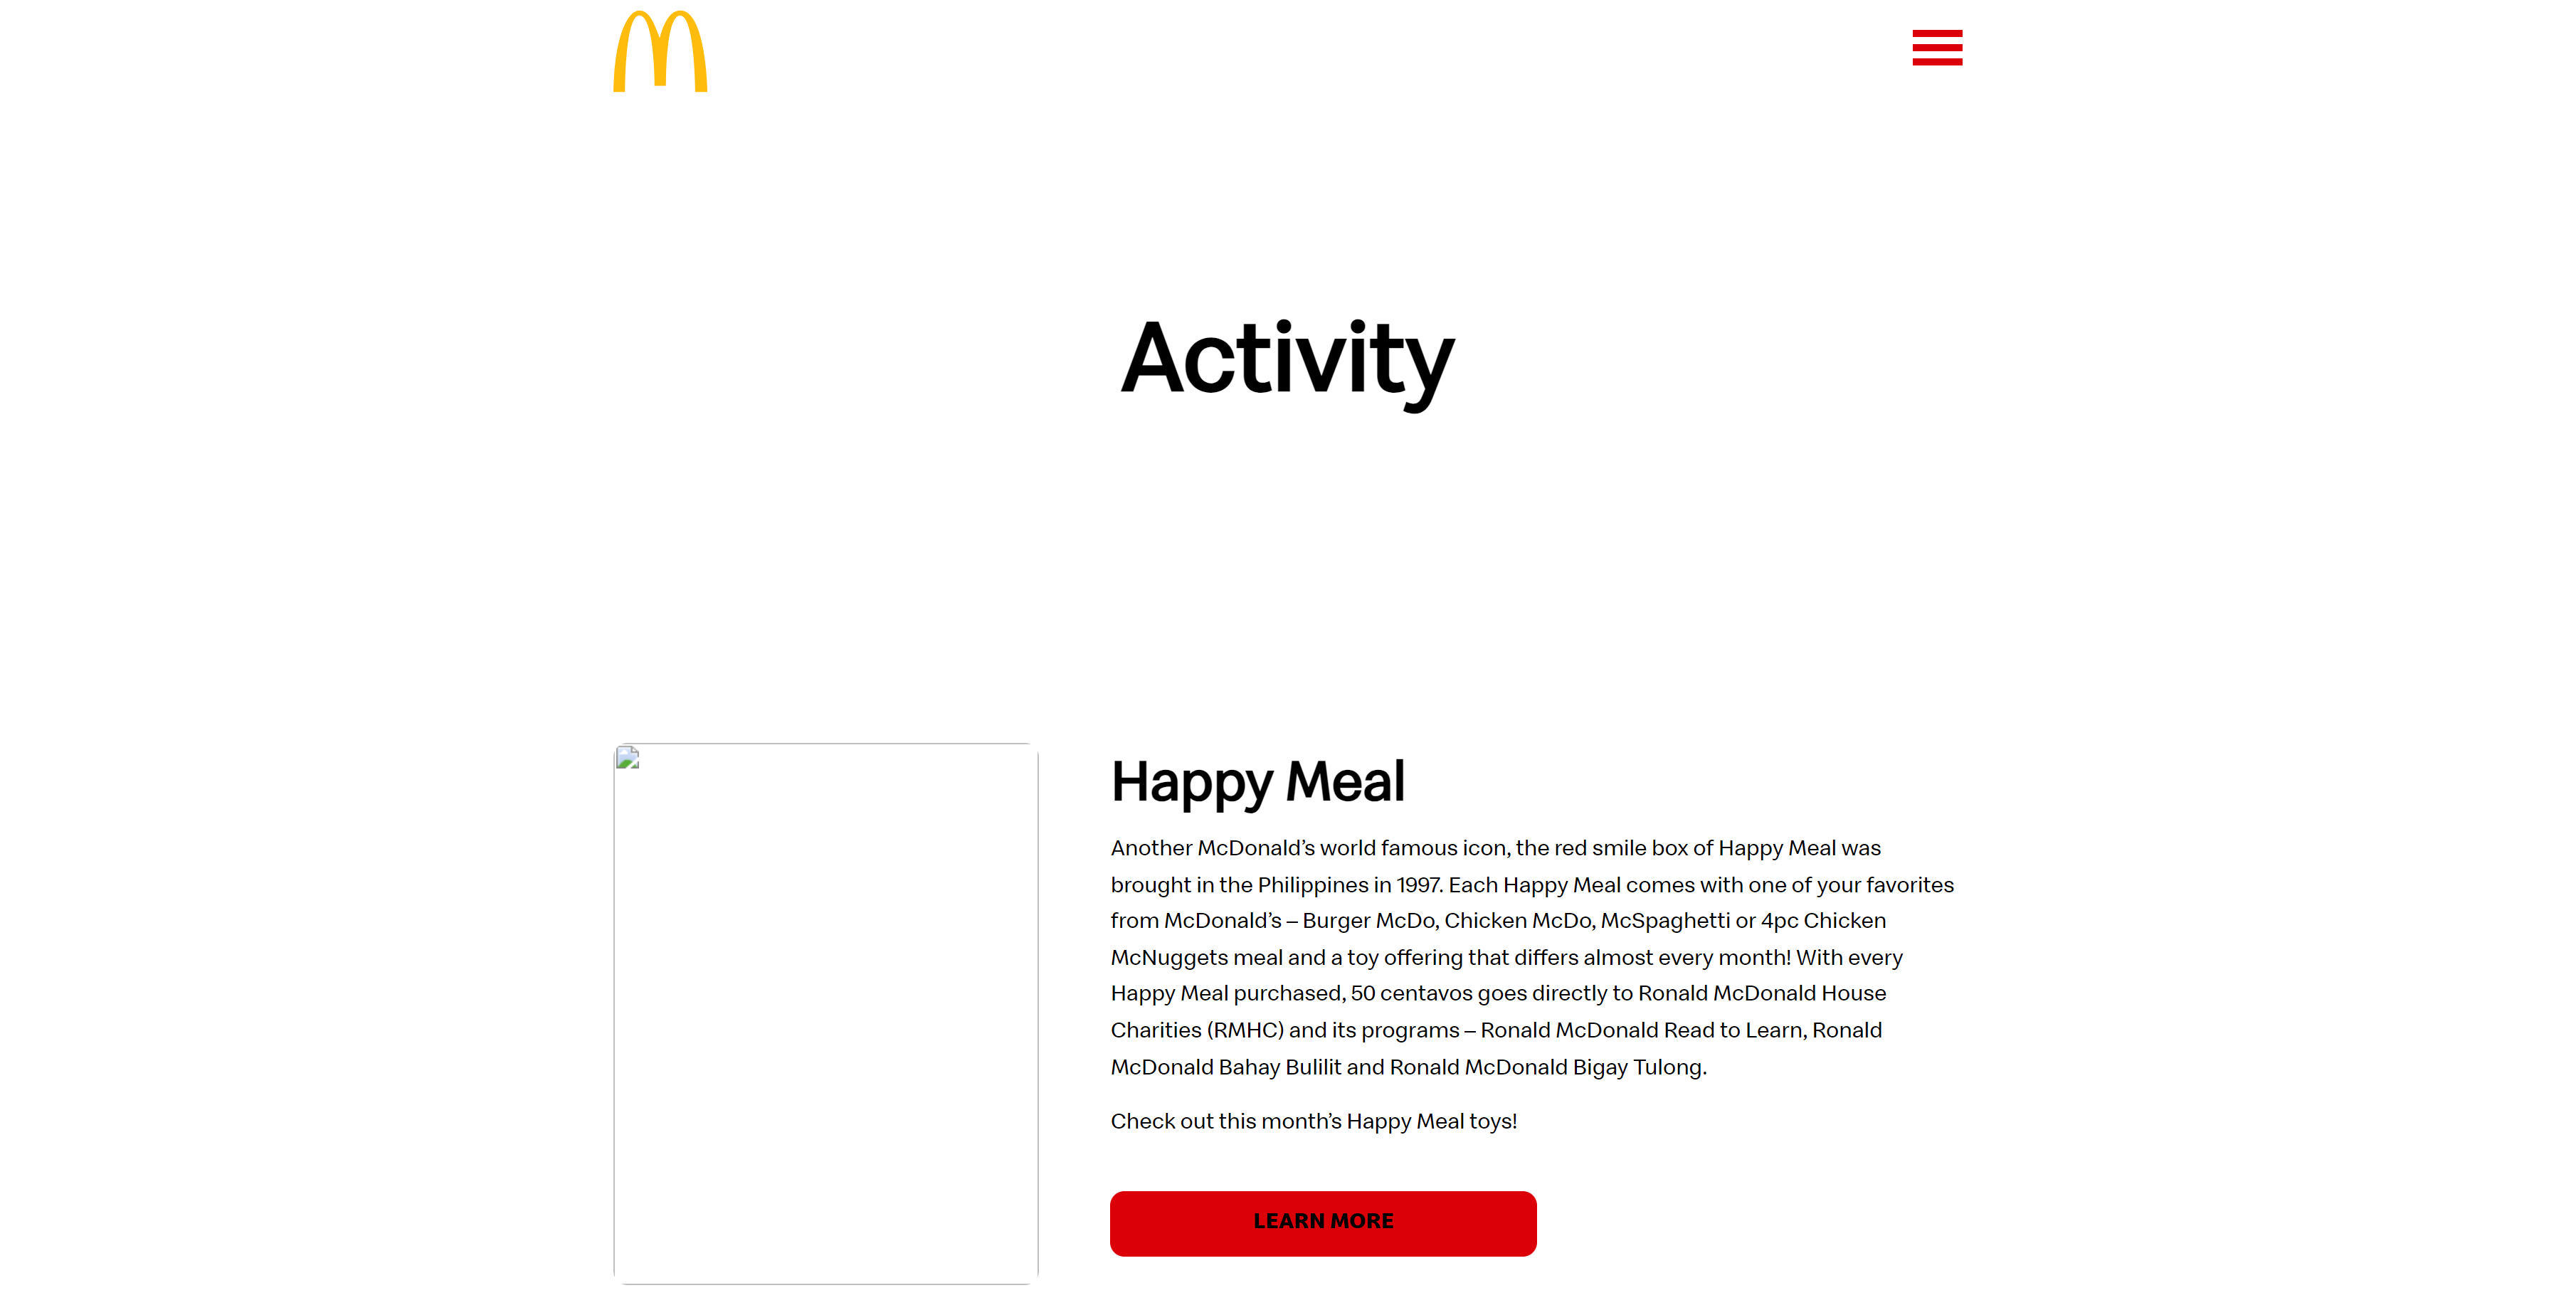 Activity
Happy Meal
Another McDonald’s world famous icon, the red smile box of Happy Meal was
brought in the Philippines in 1997. Each Happy Meal comes with one of your favorites
from McDonald’s – Burger McDo, Chicken McDo, McSpaghetti or 4pc Chicken
McNuggets meal and a toy offering that differs almost every month! With every
Happy Meal purchased, 50 centavos goes directly to Ronald McDonald House
Charities (RMHC) and its programs – Ronald McDonald Read to Learn, Ronald
McDonald Bahay Bulilit and Ronald McDonald Bigay Tulong.
Check out this month’s Happy Meal toys!
LEARN MORE